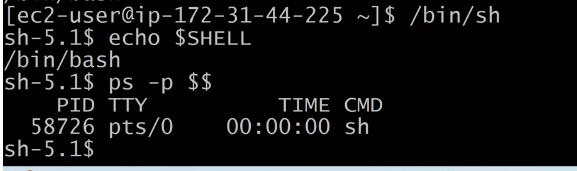 [ec2-user@ip-172-31-44-225 ~]$ /bin/sh
sh-5.1$ echo $SHELL
/bin/bash
sh-5.1$ ps -p $$
    PID TTY          TIME CMD
  58726 pts/0    00:00:00 sh
sh-5.1$